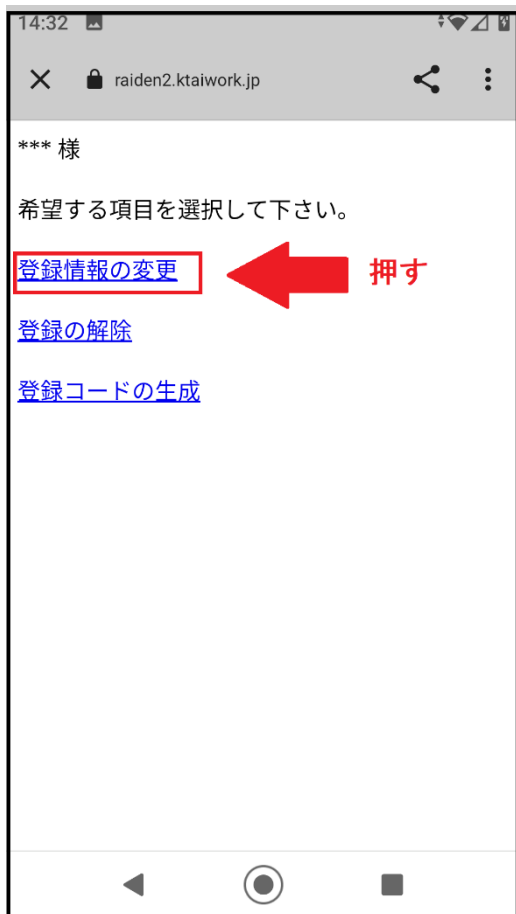 14:32
raiden2.ktaiwork.jp
*** 様
希望する項目を選択して下さい。
登録情報の変更
押す
登録の解除
登録コードの生成